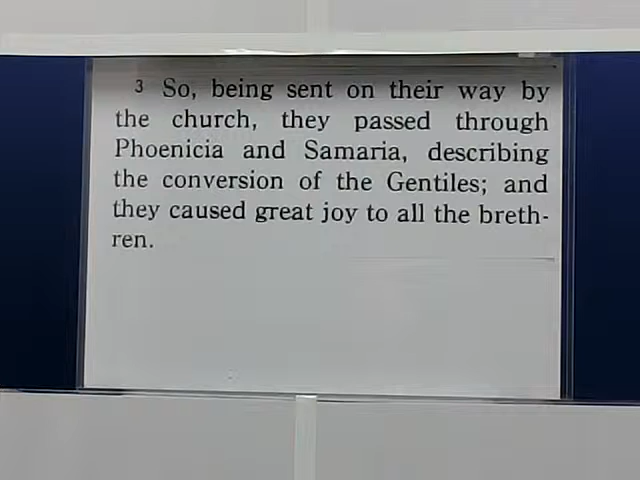 3 So, being sent on their way by
the church, they passed through
Phoenicia and Samaria, describing
the conversion of the Gentiles; and
they caused great joy to all the breth-
ren.